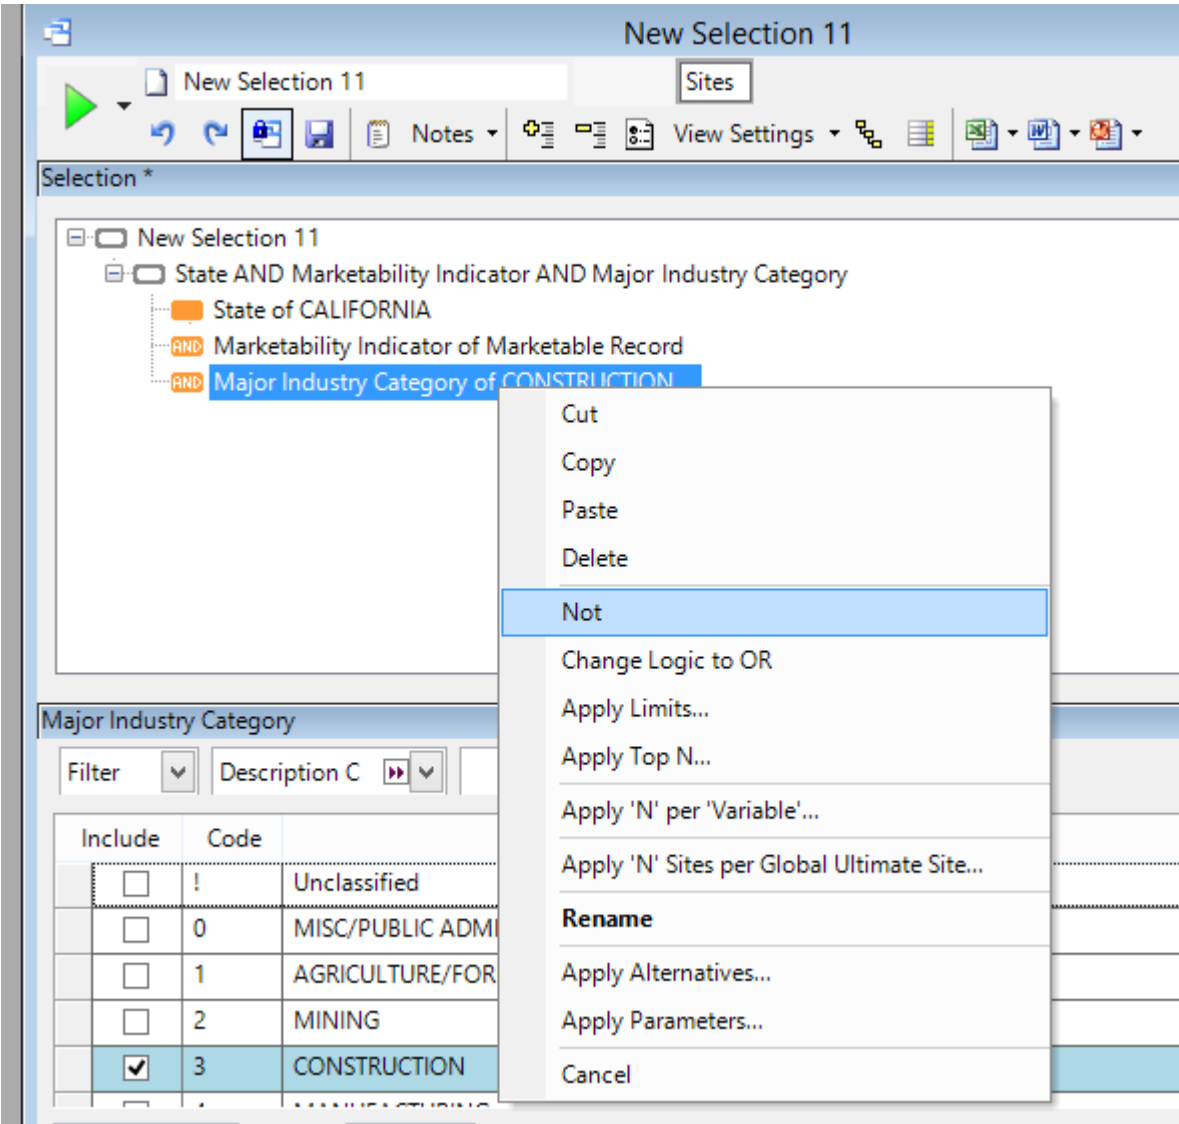 New Selection 11
New Selection 11 Sites
Notes View Settings
Selection *
New Selection 11
State AND Marketability Indicator AND Major Industry Category
State of CALIFORNIA
AND Marketability Indicator of Marketable Record
AND Major Industry Category of CONSTRUCTION
Cut
Copy
Paste
Delete
Not
Change Logic to OR
Apply Limits...
Apply Top N...
Apply 'N' per 'Variable'...
Apply 'N' Sites per Global Ultimate Site...
Rename
Apply Alternatives...
Apply Parameters...
Cancel
Major Industry Category
Filter Description C
Include Code
! Unclassified
0 MISC/PUBLIC ADMI
1 AGRICULTURE/FOR
2 MINING
3 CONSTRUCTION